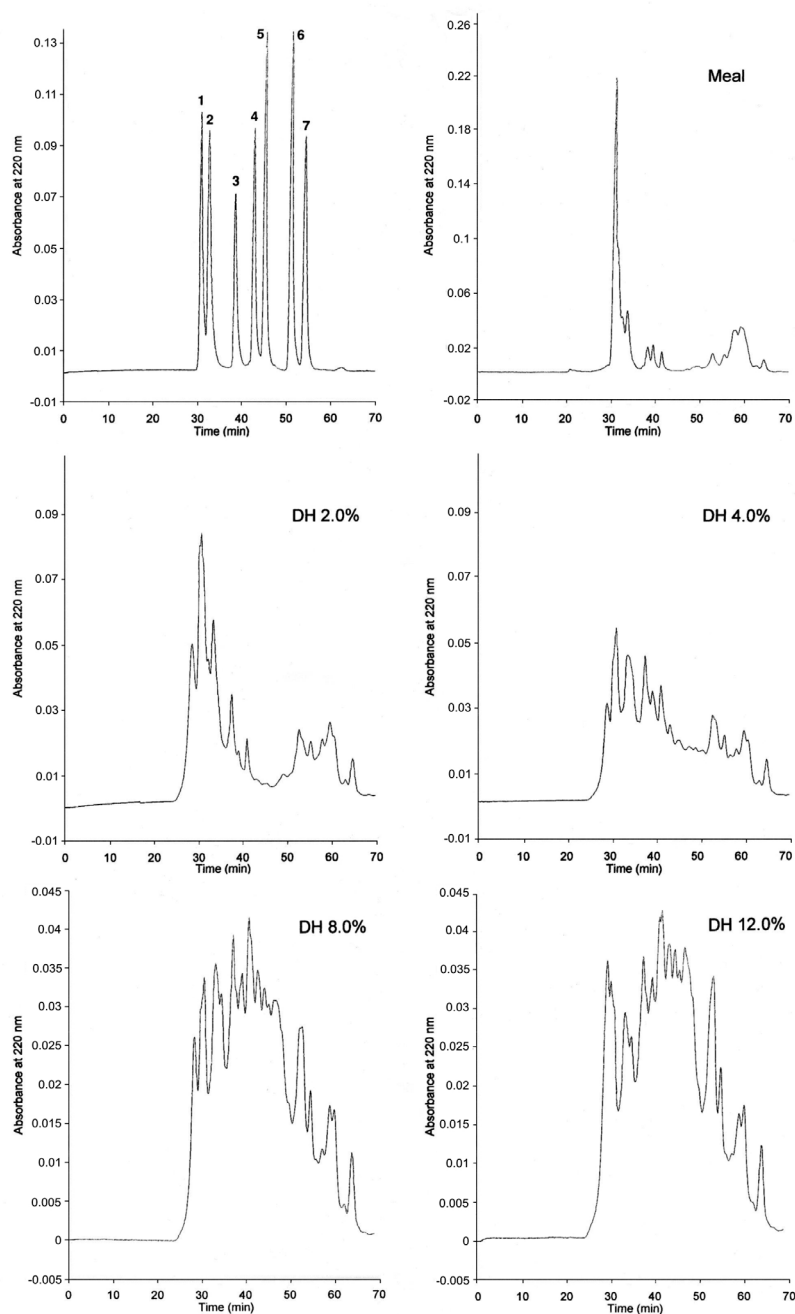 0.13
0.11
0.09
0.07
0.05
0.03
0.01
-0.01
Absorbance at 220 nm
1
2
3
4
5
6
7
0 10 20 30 40 50 60 70
Time (min)
0.26
0.22
0.18
0.14
0.1
0.06
0.02
-0.02
Absorbance at 220 nm
Meal
0 10 20 30 40 50 60 70
Time (min)
0.09
0.07
0.05
0.03
0.01
-0.01
Absorbance at 220 nm
DH 2.0%
0 10 20 30 40 50 60 70
Time (min)
0.09
0.07
0.05
0.03
0.01
-0.01
Absorbance at 220 nm
DH 4.0%
0 10 20 30 40 50 60 70
Time (min)
0.045
0.04
0.035
0.03
0.025
0.02
0.015
0.01
0.005
0
-0.005
Absorbance at 220 nm
DH 8.0%
0 10 20 30 40 50 60 70
Time (min)
0.045
0.04
0.035
0.03
0.025
0.02
0.015
0.01
0.005
0
-0.005
Absorbance at 220 nm
DH 12.0%
0 10 20 30 40 50 60 70
Time (min)